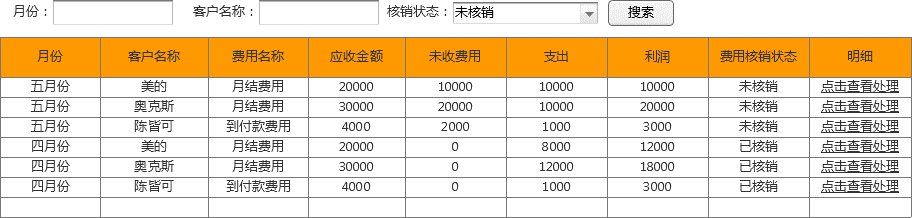 月份： 客户名称： 核销状态： 未核销 搜索
月份 客户名称 费用名称 应收金额 未收费用 支出 利润 费用核销状态 明细
五月份 美的 月结费用 20000 10000 10000 10000 未核销 点击查看处理
五月份 奥克斯 月结费用 30000 20000 10000 20000 未核销 点击查看处理
五月份 陈皆可 到付款费用 4000 2000 1000 3000 未核销 点击查看处理
四月份 美的 月结费用 20000 0 8000 12000 已核销 点击查看处理
四月份 奥克斯 月结费用 30000 0 12000 18000 已核销 点击查看处理
四月份 陈皆可 到付款费用 4000 0 1000 3000 已核销 点击查看处理